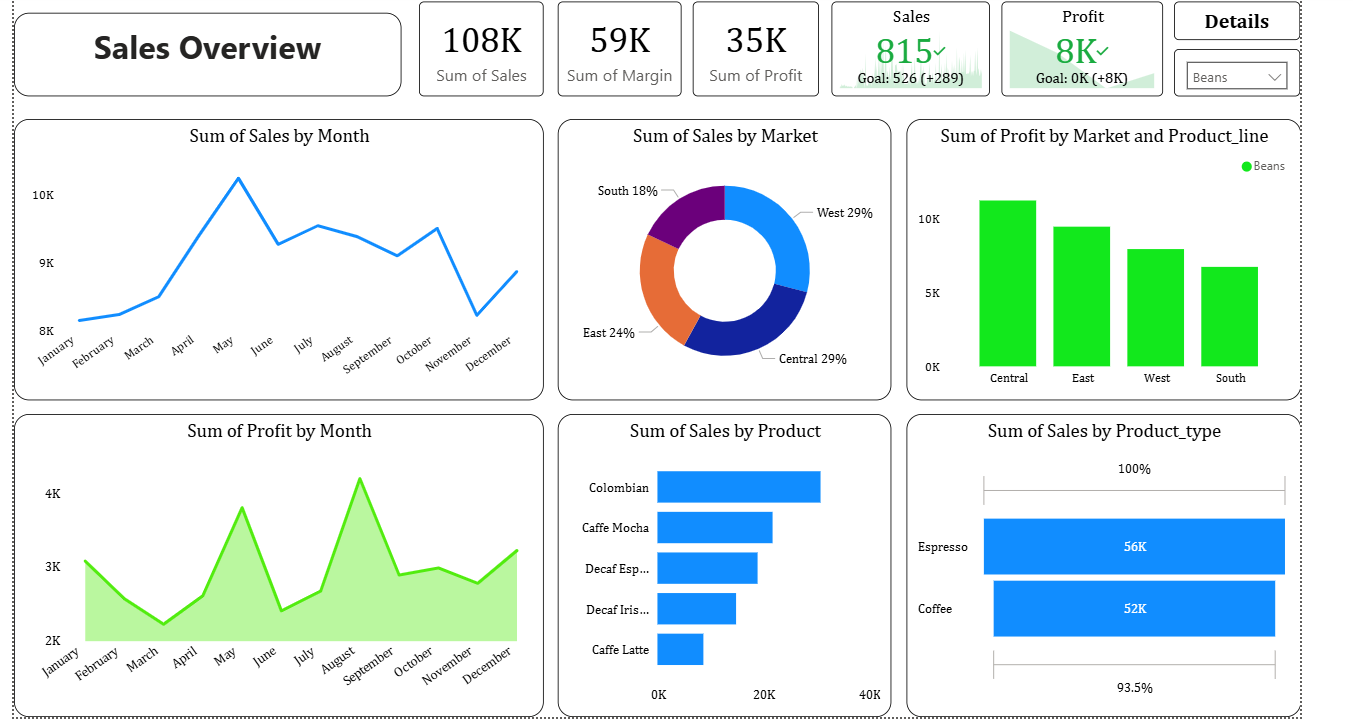 Sales Overview
108K
Sum of Sales
59K
Sum of Margin
35K
Sum of Profit
Sales
815
Goal: 526 (+289)
Profit
8K
Goal: 0K (+8K)
Details
Beans
Sum of Sales by Month
10K
9K
8K
January
February
March
April
May
June
July
August
September
October
November
December
Sum of Sales by Market
South 18%
West 29%
East 24%
Central 29%
Sum of Profit by Market and Product_line
Beans
10K
5K
0K
Central
East
West
South
Sum of Profit by Month
4K
3K
2K
January
February
March
April
May
June
July
August
September
October
November
December
Sum of Sales by Product
Colombian
Caffe Mocha
Decaf Esp...
Decaf Iris...
Caffe Latte
0K
20K
40K
Sum of Sales by Product_type
100%
Espresso
56K
Coffee
52K
93.5%